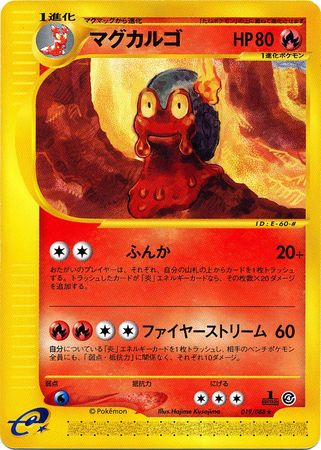 1進化
マグマッグから進化
マグカルゴ
HP80
1進化ポケモン
ID:E-60-#
ふんか 20+
おたがいのプレイヤーは、それぞれ、自分の山札の上からカードを1枚トラッシュ
する。トラッシュしたカードが「炎」エネルギーカードなら、その枚数×20ダメージ
を追加する。
ファイヤーストリーム 60
自分についている「炎」エネルギーカードを1枚トラッシュし、相手のベンチポケモン
全員にも、「弱点・抵抗力」に関係なく、それぞれ10ダメージ。
弱点 抵抗力 にげる
e
©Pokémon
Illus.Hajime Kusajima
1
EDITION
019/088★